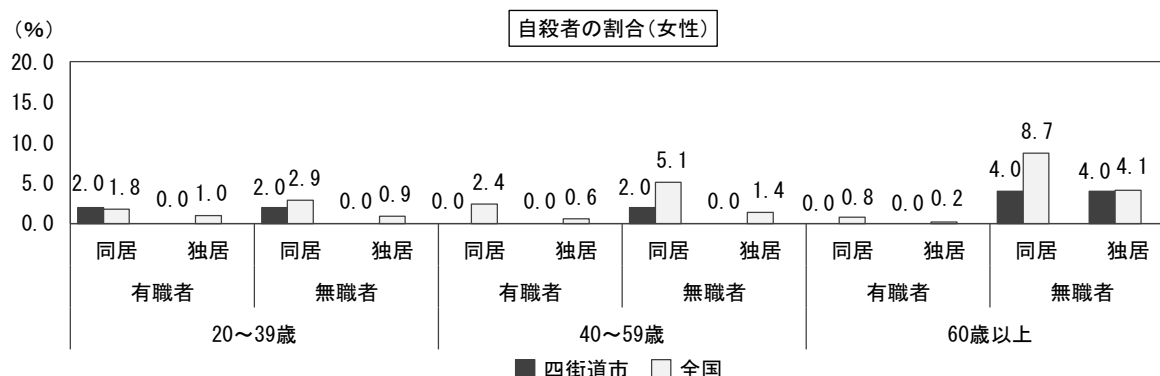 (%)
自殺者の割合(女性)
20.0
15.0
10.0
5.0
0.0
2.0 1.8 0.0 1.0 2.0 2.9 0.0 0.9 0.0 2.4 0.0 0.6 2.0 5.1 0.0 1.4 0.0 0.8 0.0 0.2 4.0 8.7 4.0 4.1
同居 独居 同居 独居 同居 独居 同居 独居 同居 独居 同居 独居
有職者 無職者 有職者 無職者 有職者 無職者
20～39歳 40～59歳 60歳以上
四街道市 全国